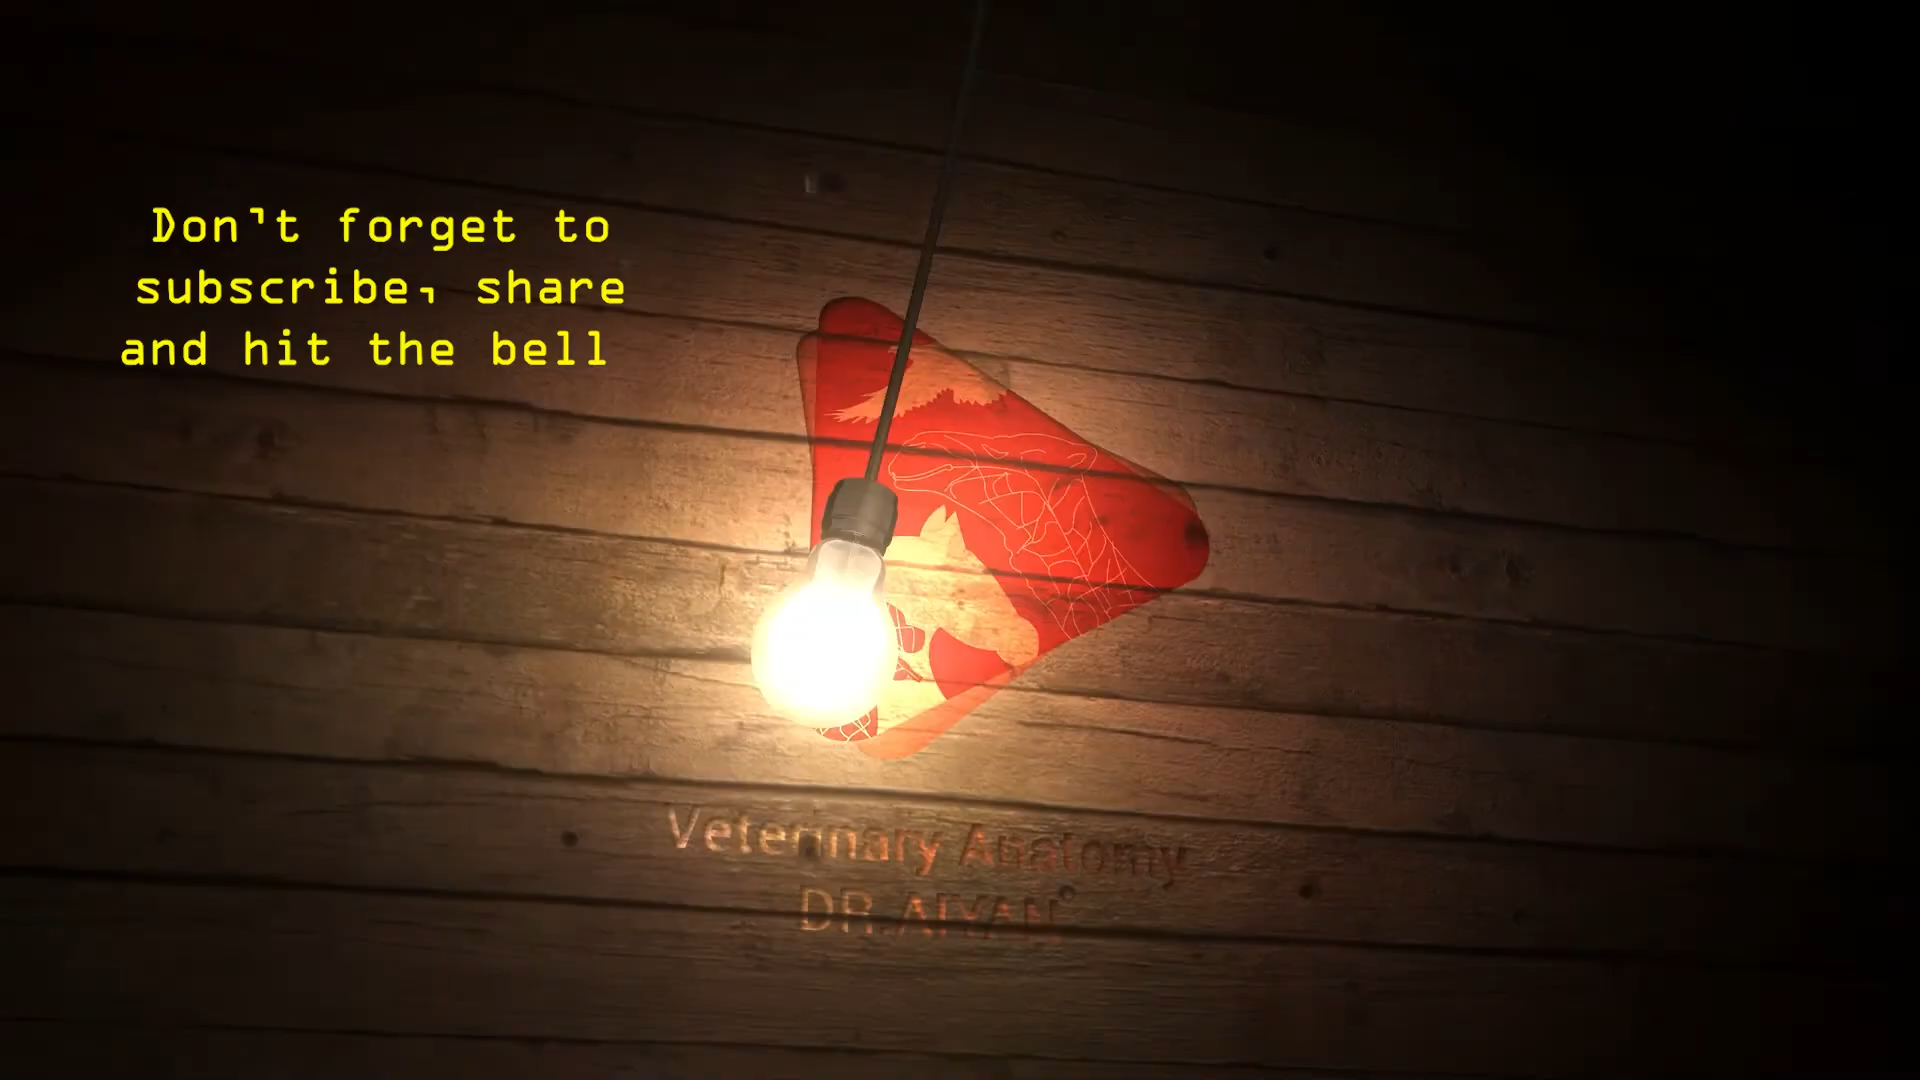 Don't forget to
subscribe, share
and hit the bell
Veterinary Anatomy
DR.AIYAN